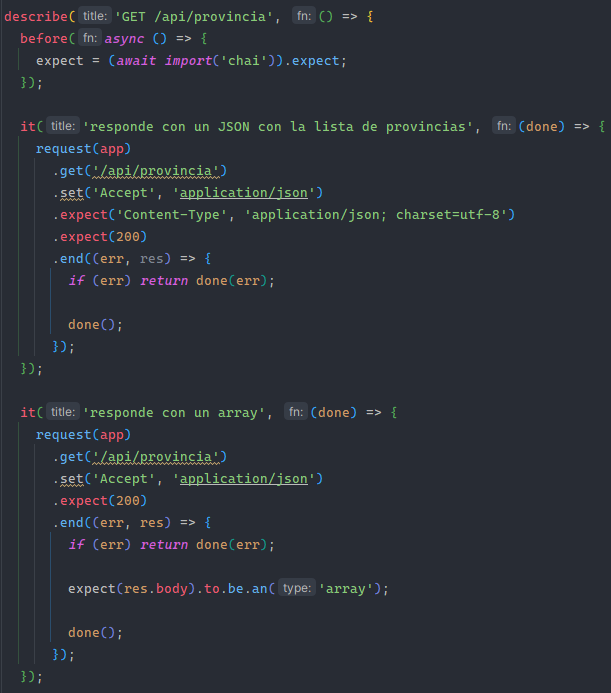 describe( title: 'GET /api/provincia', fn: () => {
  before( fn: async () => {
    expect = (await import('chai')).expect;
  });

  it( title: 'responde con un JSON con la lista de provincias', fn: (done) => {
    request(app)
      .get('/api/provincia')
      .set('Accept', 'application/json')
      .expect('Content-Type', 'application/json; charset=utf-8')
      .expect(200)
      .end((err, res) => {
        if (err) return done(err);

        done();
      });
  });

  it( title: 'responde con un array', fn: (done) => {
    request(app)
      .get('/api/provincia')
      .set('Accept', 'application/json')
      .expect(200)
      .end((err, res) => {
        if (err) return done(err);

        expect(res.body).to.be.an( type: 'array');

        done();
      });
  });